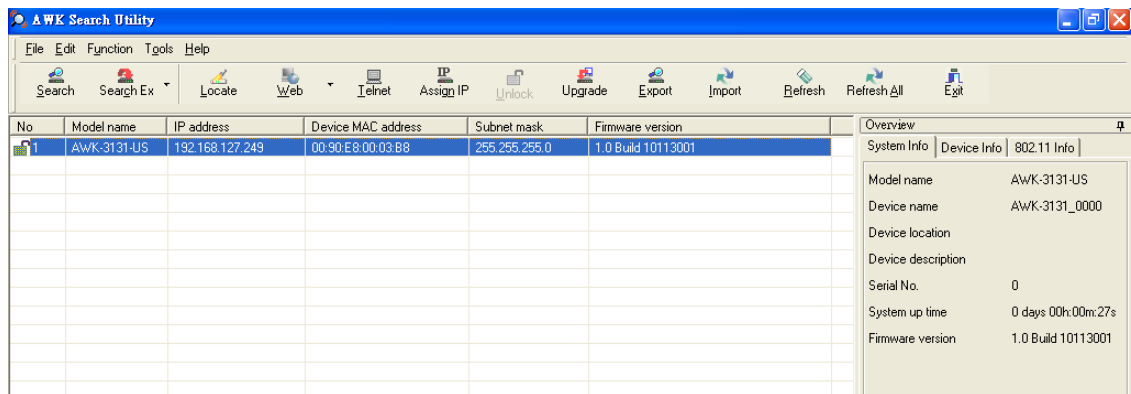 AWK Search Utility
File Edit Function Tools Help
Search Search Ex Locate Web Telnet IP Assign IP Unlock Upgrade Export Import Refresh Refresh All Exit
No Model name IP address Device MAC address Subnet mask Firmware version
1 AWK-3131-US 192.168.127.249 00:90:E8:00:03:B8 255.255.255.0 1.0 Build 10113001
Overview
System Info Device Info 802.11 Info
Model name AWK-3131-US
Device name AWK-3131_0000
Device location
Device description
Serial No. 0
System up time 0 days 00h:00m:27s
Firmware version 1.0 Build 10113001